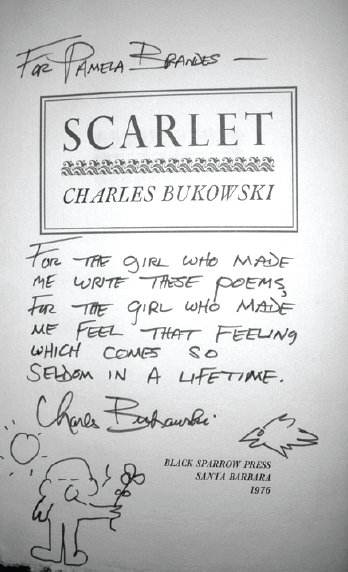 FOR PAMELA BRANDES —
SCARLET
CHARLES BUKOWSKI
FOR THE GIRL WHO MADE
ME WRITE THESE POEMS,
FOR THE GIRL WHO MADE
ME FEEL THAT FEELING
WHICH COMES SO
SELDOM IN A LIFETIME.
Charles Bukowski
BLACK SPARROW PRESS
SANTA BARBARA
1976